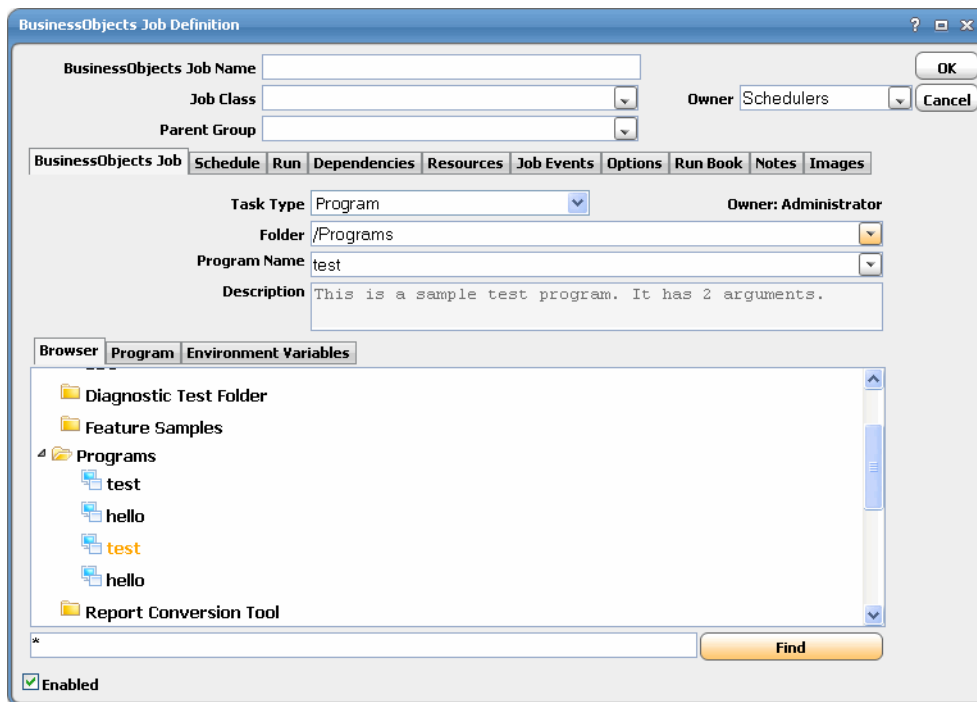 BusinessObjects Job Definition ?
BusinessObjects Job Name OK
Job Class Owner Schedulers Cancel
Parent Group
BusinessObjects Job Schedule Run Dependencies Resources Job Events Options Run Book Notes Images
Task Type Program Owner: Administrator
Folder /Programs
Program Name test
Description This is a sample test program. It has 2 arguments.
Browser Program Environment Variables
Diagnostic Test Folder
Feature Samples
Programs
test
hello
test
hello
Report Conversion Tool
* Find
Enabled